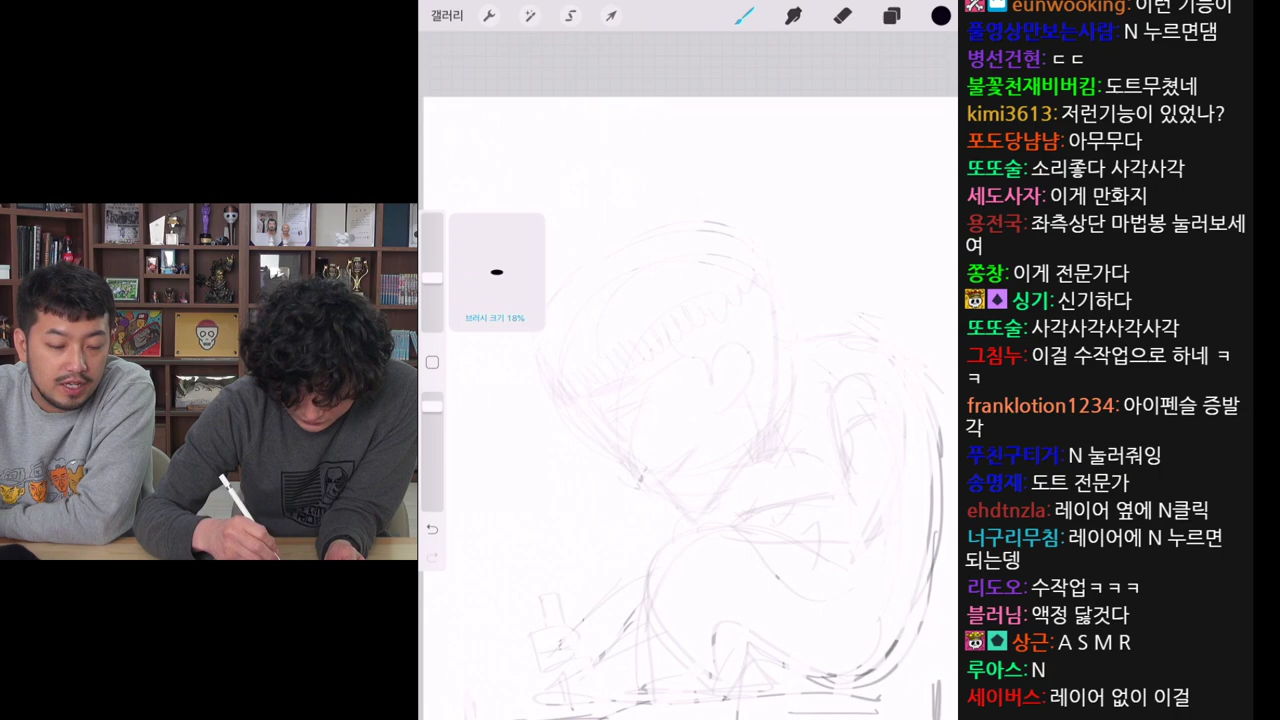 갤러리
브러시 크기 18%
eunwooking: 이런 기능이
풀영상만보는사람: N 누르면댐
병선건현: ㄷㄷ
불꽃천재비버킴: 도트무쳤네
kimi3613: 저런기능이 있었나?
포도당냠냠: 아무무다
또또술: 소리좋다 사각사각
세도사자: 이게 만화지
용전국: 좌측상단 마법봉 눌러보세
여
쫑창: 이게 전문가다
싱기: 신기하다
또또술: 사각사각사각사각
그침누: 이걸 수작업으로 하네 ㅋ
ㅋ
franklotion1234: 아이펜슬 증발
각
푸친구티거: N 눌러줘잉
송명재: 도트 전문가
ehdtnzla: 레이어 옆에 N클릭
너구리무침: 레이어에 N 누르면
되는뎅
리도오: 수작업ㅋㅋㅋ
블러님: 액정 닳것다
상근: A S M R
루아스: N
세이버스: 레이어 없이 이걸